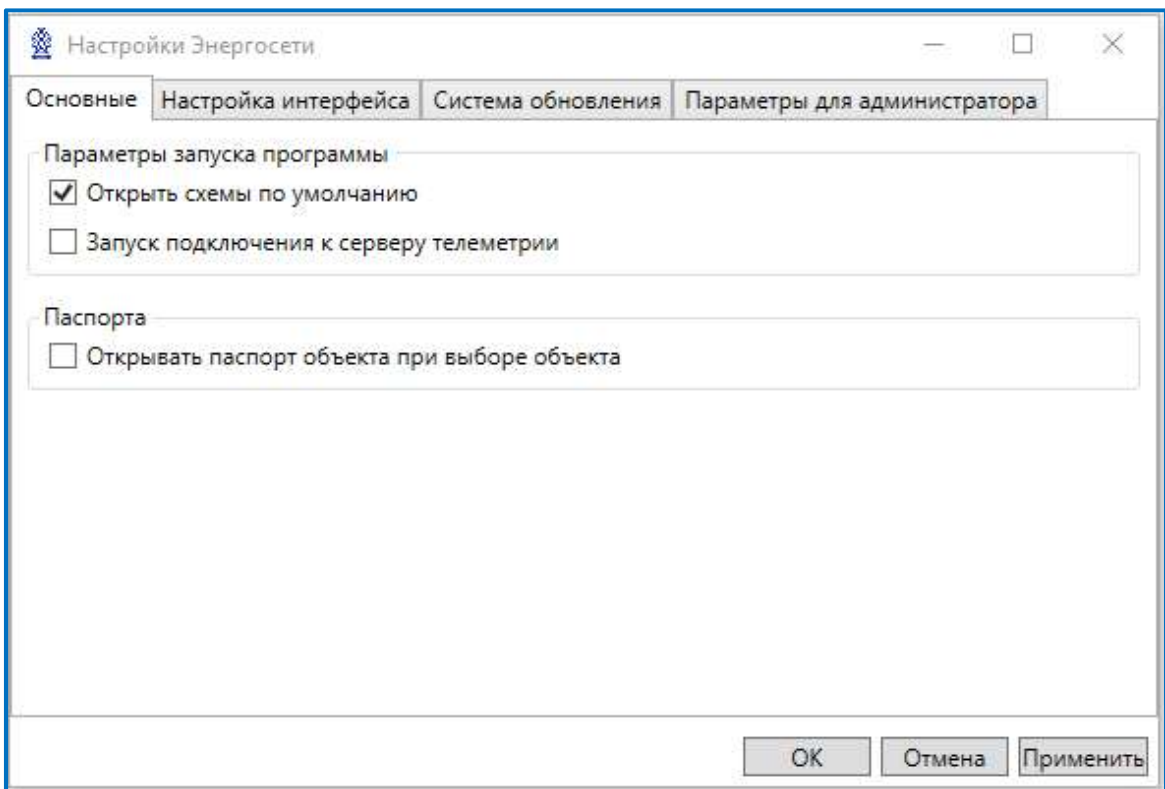 Настройки Энергосети
Основные Настройка интерфейса Система обновления Параметры для администратора
Параметры запуска программы
Открыть схемы по умолчанию
Запуск подключения к серверу телеметрии
Паспорта
Открывать паспорт объекта при выборе объекта
ОК Отмена Применить